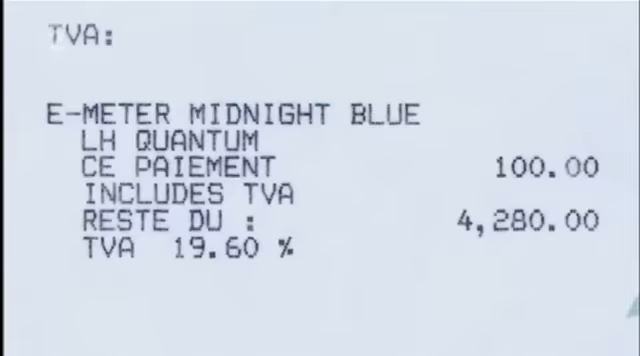 TVA:
E-METER MIDNIGHT BLUE
LH QUANTUM
CE PAIEMENT 100.00
INCLUDES TVA
RESTE DU : 4,280.00
TVA 19.60 %